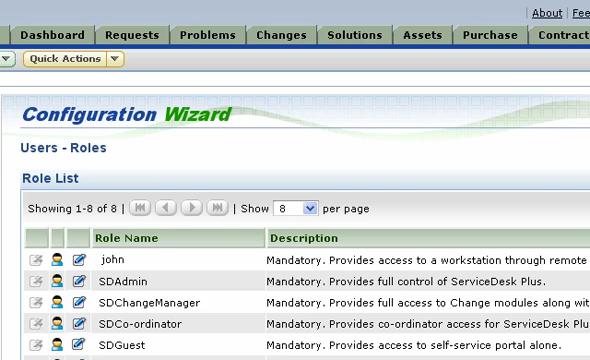 About | Fee
Dashboard Requests Problems Changes Solutions Assets Purchase Contract
Quick Actions
Configuration Wizard
Users - Roles
Role List
Showing 1-8 of 8 | | Show 8 per page
Role Name Description
john Mandatory. Provides access to a workstation through remote
SDAdmin Mandatory. Provides full control of ServiceDesk Plus.
SDChangeManager Mandatory. Provides full access to Change modules along wit
SDCo-ordinator Mandatory. Provides co-ordinator access for ServiceDesk Plu
SDGuest Mandatory. Provides access to self-service portal alone.